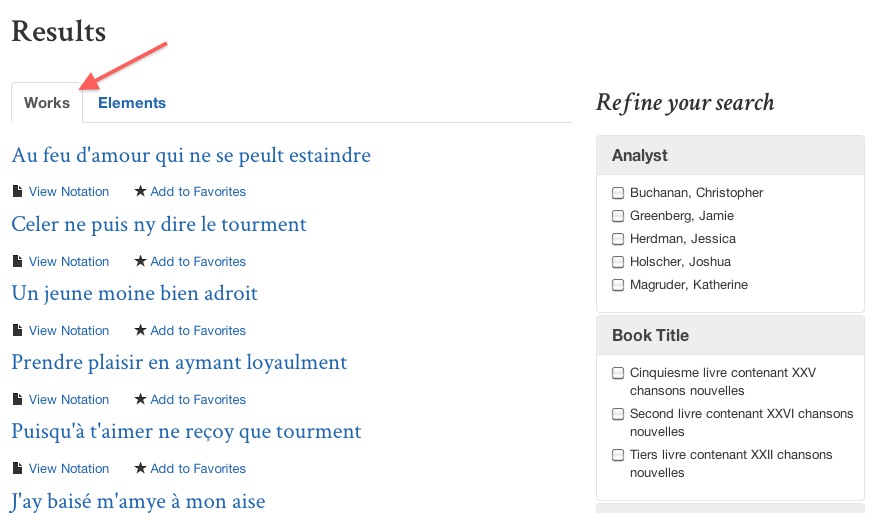 Results
Works
Elements
Au feu d'amour qui ne se peult estaindre
View Notation
Add to Favorites
Celer ne puis ny dire le tourment
View Notation
Add to Favorites
Un jeune moine bien adroit
View Notation
Add to Favorites
Prendre plaisir en aymant loyaulment
View Notation
Add to Favorites
Puisqu'à t'aimer ne reçoy que tourment
View Notation
Add to Favorites
J'ay baisé m'amye à mon aise
Refine your search
Analyst
Buchanan, Christopher
Greenberg, Jamie
Herdman, Jessica
Holscher, Joshua
Magruder, Katherine
Book Title
Cinquiesme livre contenant XXV
chansons nouvelles
Second livre contenant XXVI chansons
nouvelles
Tiers livre contenant XXII chansons
nouvelles